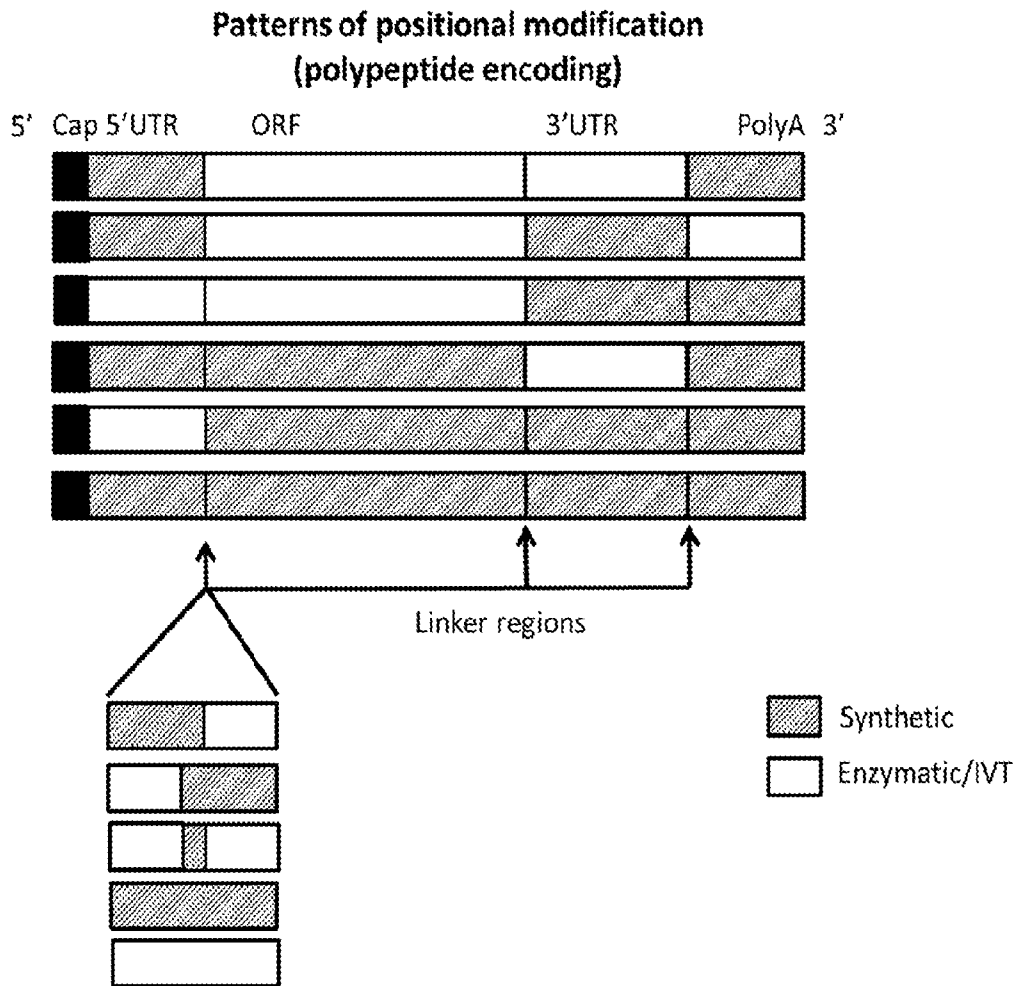 Patterns of positional modification
(polypeptide encoding)
5' Cap 5'UTR ORF 3'UTR PolyA 3'
Linker regions
Synthetic
Enzymatic/IVT